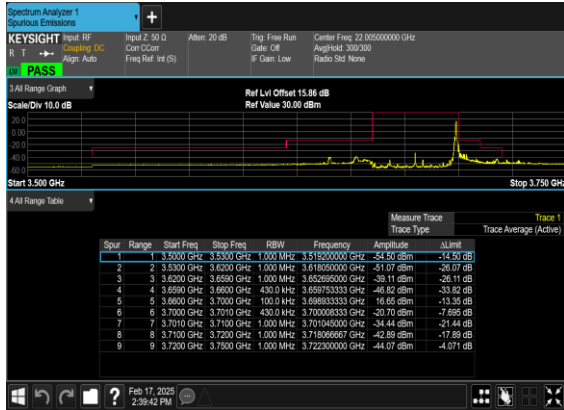 Spectrum Analyzer 1
Spurious Emissions
KEYSIGHT Input: RF Input Z: 50 Ω Atten: 20 dB Trig: Free Run Center Freq: 22.005000000 GHz
R T Coupling: DC Corr CCorr Gate: Off Avg|Hold: 300/300
Align: Auto Freq Ref: Int (S) IF Gain: Low Radio Std: None
PASS
3 All Range Graph Ref Lvl Offset 15.86 dB
Scale/Div 10.0 dB Ref Value 30.00 dBm
20.0
0.00
-20.0
-40.0
-60.0
Start 3.500 GHz Stop 3.750 GHz
4 All Range Table
Measure Trace Trace 1
Trace Type Trace Average (Active)
Spur Range Start Freq Stop Freq RBW Frequency Amplitude ΔLimit
1 1 3.5000 GHz 3.5300 GHz 1.000 MHz 3.519200000 GHz -54.50 dBm -14.50 dB
2 2 3.5300 GHz 3.6200 GHz 1.000 MHz 3.618050000 GHz -51.07 dBm -26.07 dB
3 3 3.6200 GHz 3.6590 GHz 1.000 MHz 3.652695000 GHz -39.11 dBm -26.11 dB
4 4 3.6590 GHz 3.6600 GHz 430.0 kHz 3.659753333 GHz -46.82 dBm -33.82 dB
5 5 3.6600 GHz 3.7000 GHz 100.0 kHz 3.698933333 GHz 16.65 dBm -13.35 dB
6 6 3.7000 GHz 3.7010 GHz 430.0 kHz 3.700008333 GHz -20.70 dBm -7.695 dB
7 7 3.7010 GHz 3.7100 GHz 1.000 MHz 3.701045000 GHz -34.44 dBm -21.44 dB
8 8 3.7100 GHz 3.7200 GHz 1.000 MHz 3.718066667 GHz -42.89 dBm -17.89 dB
9 9 3.7200 GHz 3.7500 GHz 1.000 MHz 3.722300000 GHz -44.07 dBm -4.071 dB
Feb 17, 2025
2:39:42 PM